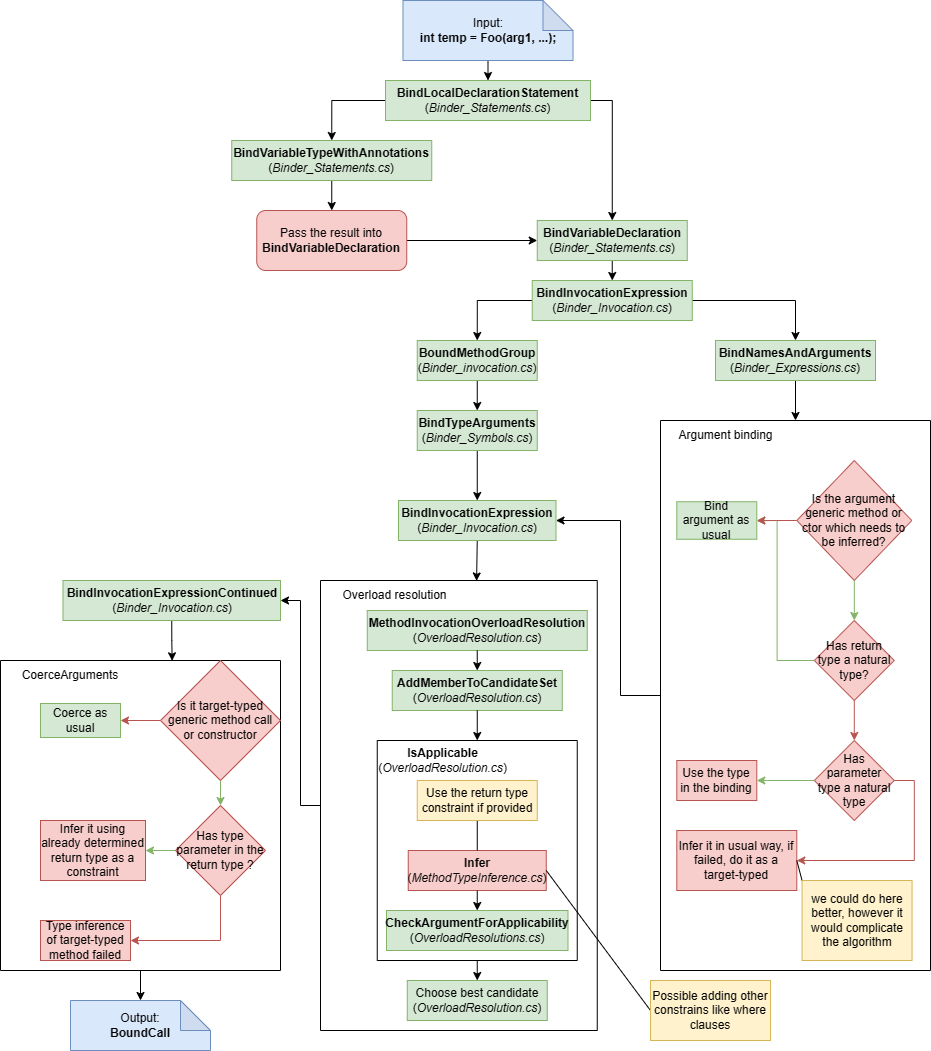 Input:
int temp = Foo(arg1, ...);
BindLocalDeclarationStatement
(Binder_Statements.cs)
BindVariableTypeWithAnnotations
(Binder_Statements.cs)
Pass the result into
BindVariableDeclaration
BindVariableDeclaration
(Binder_Statements.cs)
BindInvocationExpression
(Binder_Invocation.cs)
BoundMethodGroup
(Binder_invocation.cs)
BindNamesAndArguments
(Binder_Expressions.cs)
BindTypeArguments
(Binder_Symbols.cs)
BindInvocationExpression
(Binder_Invocation.cs)
Argument binding
Is the argument
generic method or
ctor which needs to
be inferred?
Bind
argument as
usual
Has return
type a natural
type?
Has
parameter
type a natural
type
Use the type
in the binding
Infer it in usual way, if
failed, do it as a
target-typed
we could do here
better, however it
would complicate
the algorithm
Overload resolution
MethodInvocationOverloadResolution
(OverloadResolution.cs)
AddMemberToCandidateSet
(OverloadResolution.cs)
IsApplicable
(OverloadResolution.cs)
Use the return type
constraint if provided
Infer
(MethodTypeInference.cs)
CheckArgumentForApplicability
(OverloadResolutions.cs)
Choose best candidate
(OverloadResolution.cs)
Possible adding other
constrains like where
clauses
BindInvocationExpressionContinued
(Binder_Invocation.cs)
CoerceArguments
Is it target-typed
generic method call
or constructor
Coerce as
usual
Has type
parameter in the
return type ?
Infer it using
already determined
return type as a
constraint
Type inference
of target-typed
method failed
Output:
BoundCall